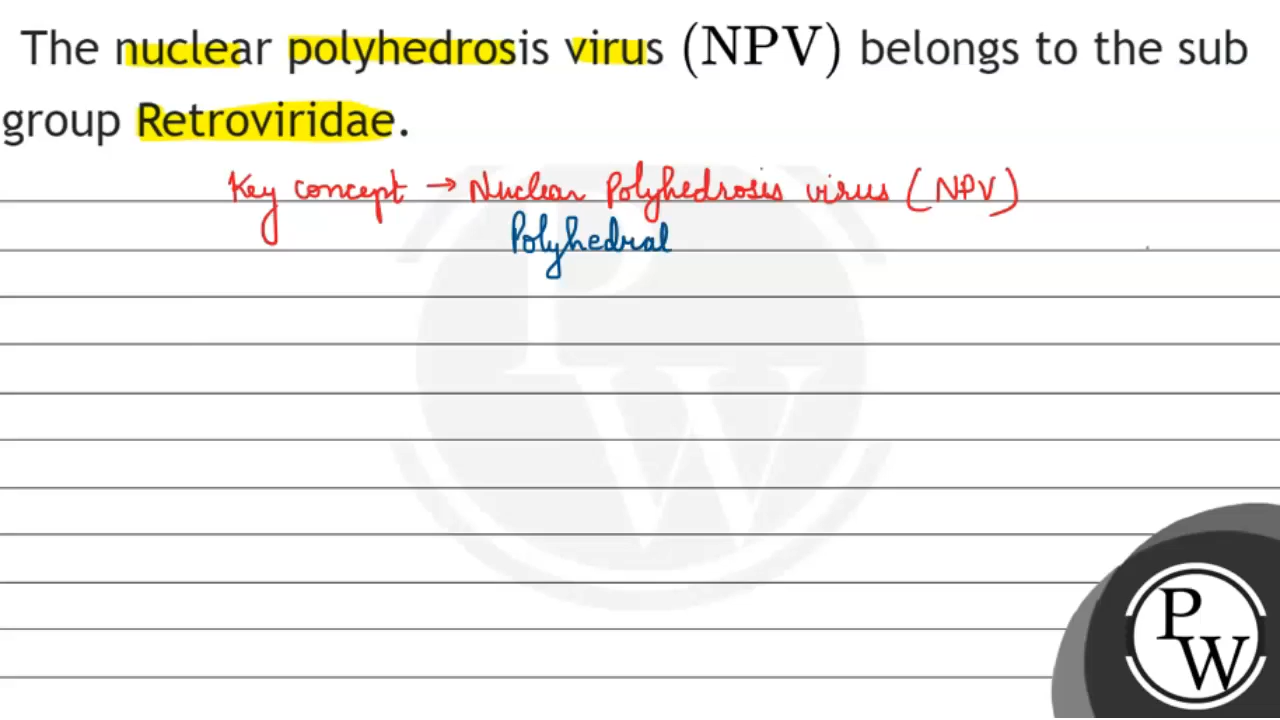 The nuclear polyhedrosis virus (NPV) belongs to the sub
group Retroviridae.
Key concept → Nuclear Polyhedrosis virus (NPV)
Polyhedral
PW
PW